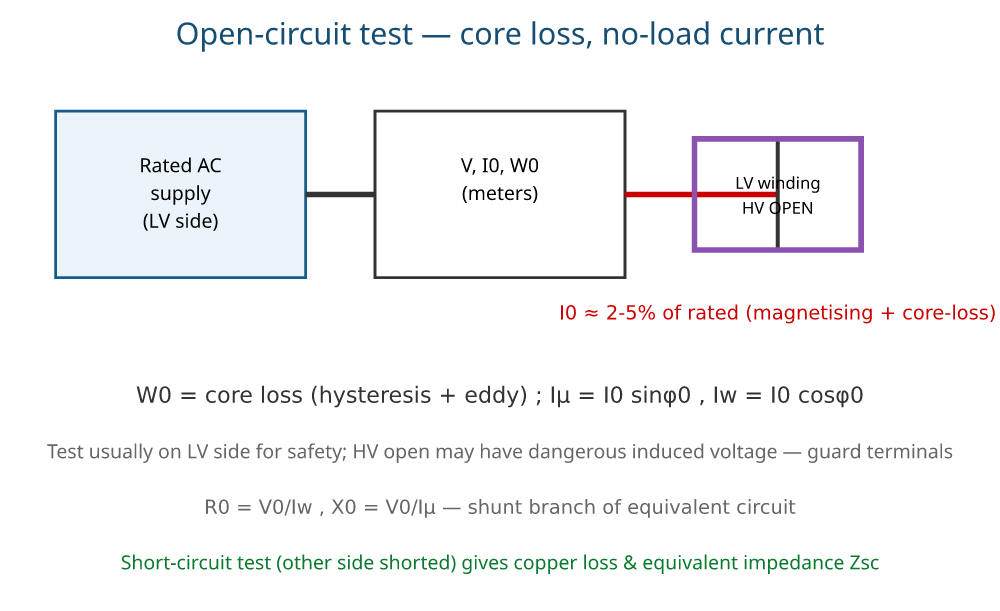 Open-circuit test — core loss, no-load current
Rated AC
supply
(LV side)
V, I0, W0
(meters)
LV winding
HV OPEN
I0 ≈ 2-5% of rated (magnetising + core-loss)
W0 = core loss (hysteresis + eddy) ; Iμ = I0 sinφ0 , Iw = I0 cosφ0
Test usually on LV side for safety; HV open may have dangerous induced voltage — guard terminals
R0 = V0/Iw , X0 = V0/Iμ — shunt branch of equivalent circuit
Short-circuit test (other side shorted) gives copper loss & equivalent impedance Zsc